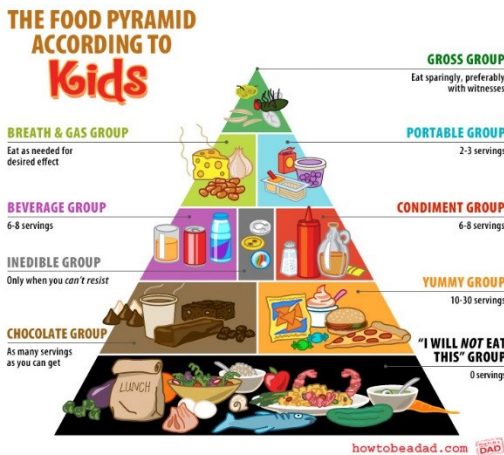 THE FOOD PYRAMID
ACCORDING TO
Kids
GROSS GROUP
Eat sparingly, preferably
with witnesses
BREATH & GAS GROUP
Eat as needed for
desired effect
PORTABLE GROUP
2-3 servings
BEVERAGE GROUP
6-8 servings
CONDIMENT GROUP
6-8 servings
INEDIBLE GROUP
Only when you can't resist
YUMMY GROUP
10-30 servings
CHOCOLATE GROUP
As many servings
as you can get
"I WILL NOT EAT
THIS" GROUP
0 servings
LUNCH
howtobeadad.com
DAD